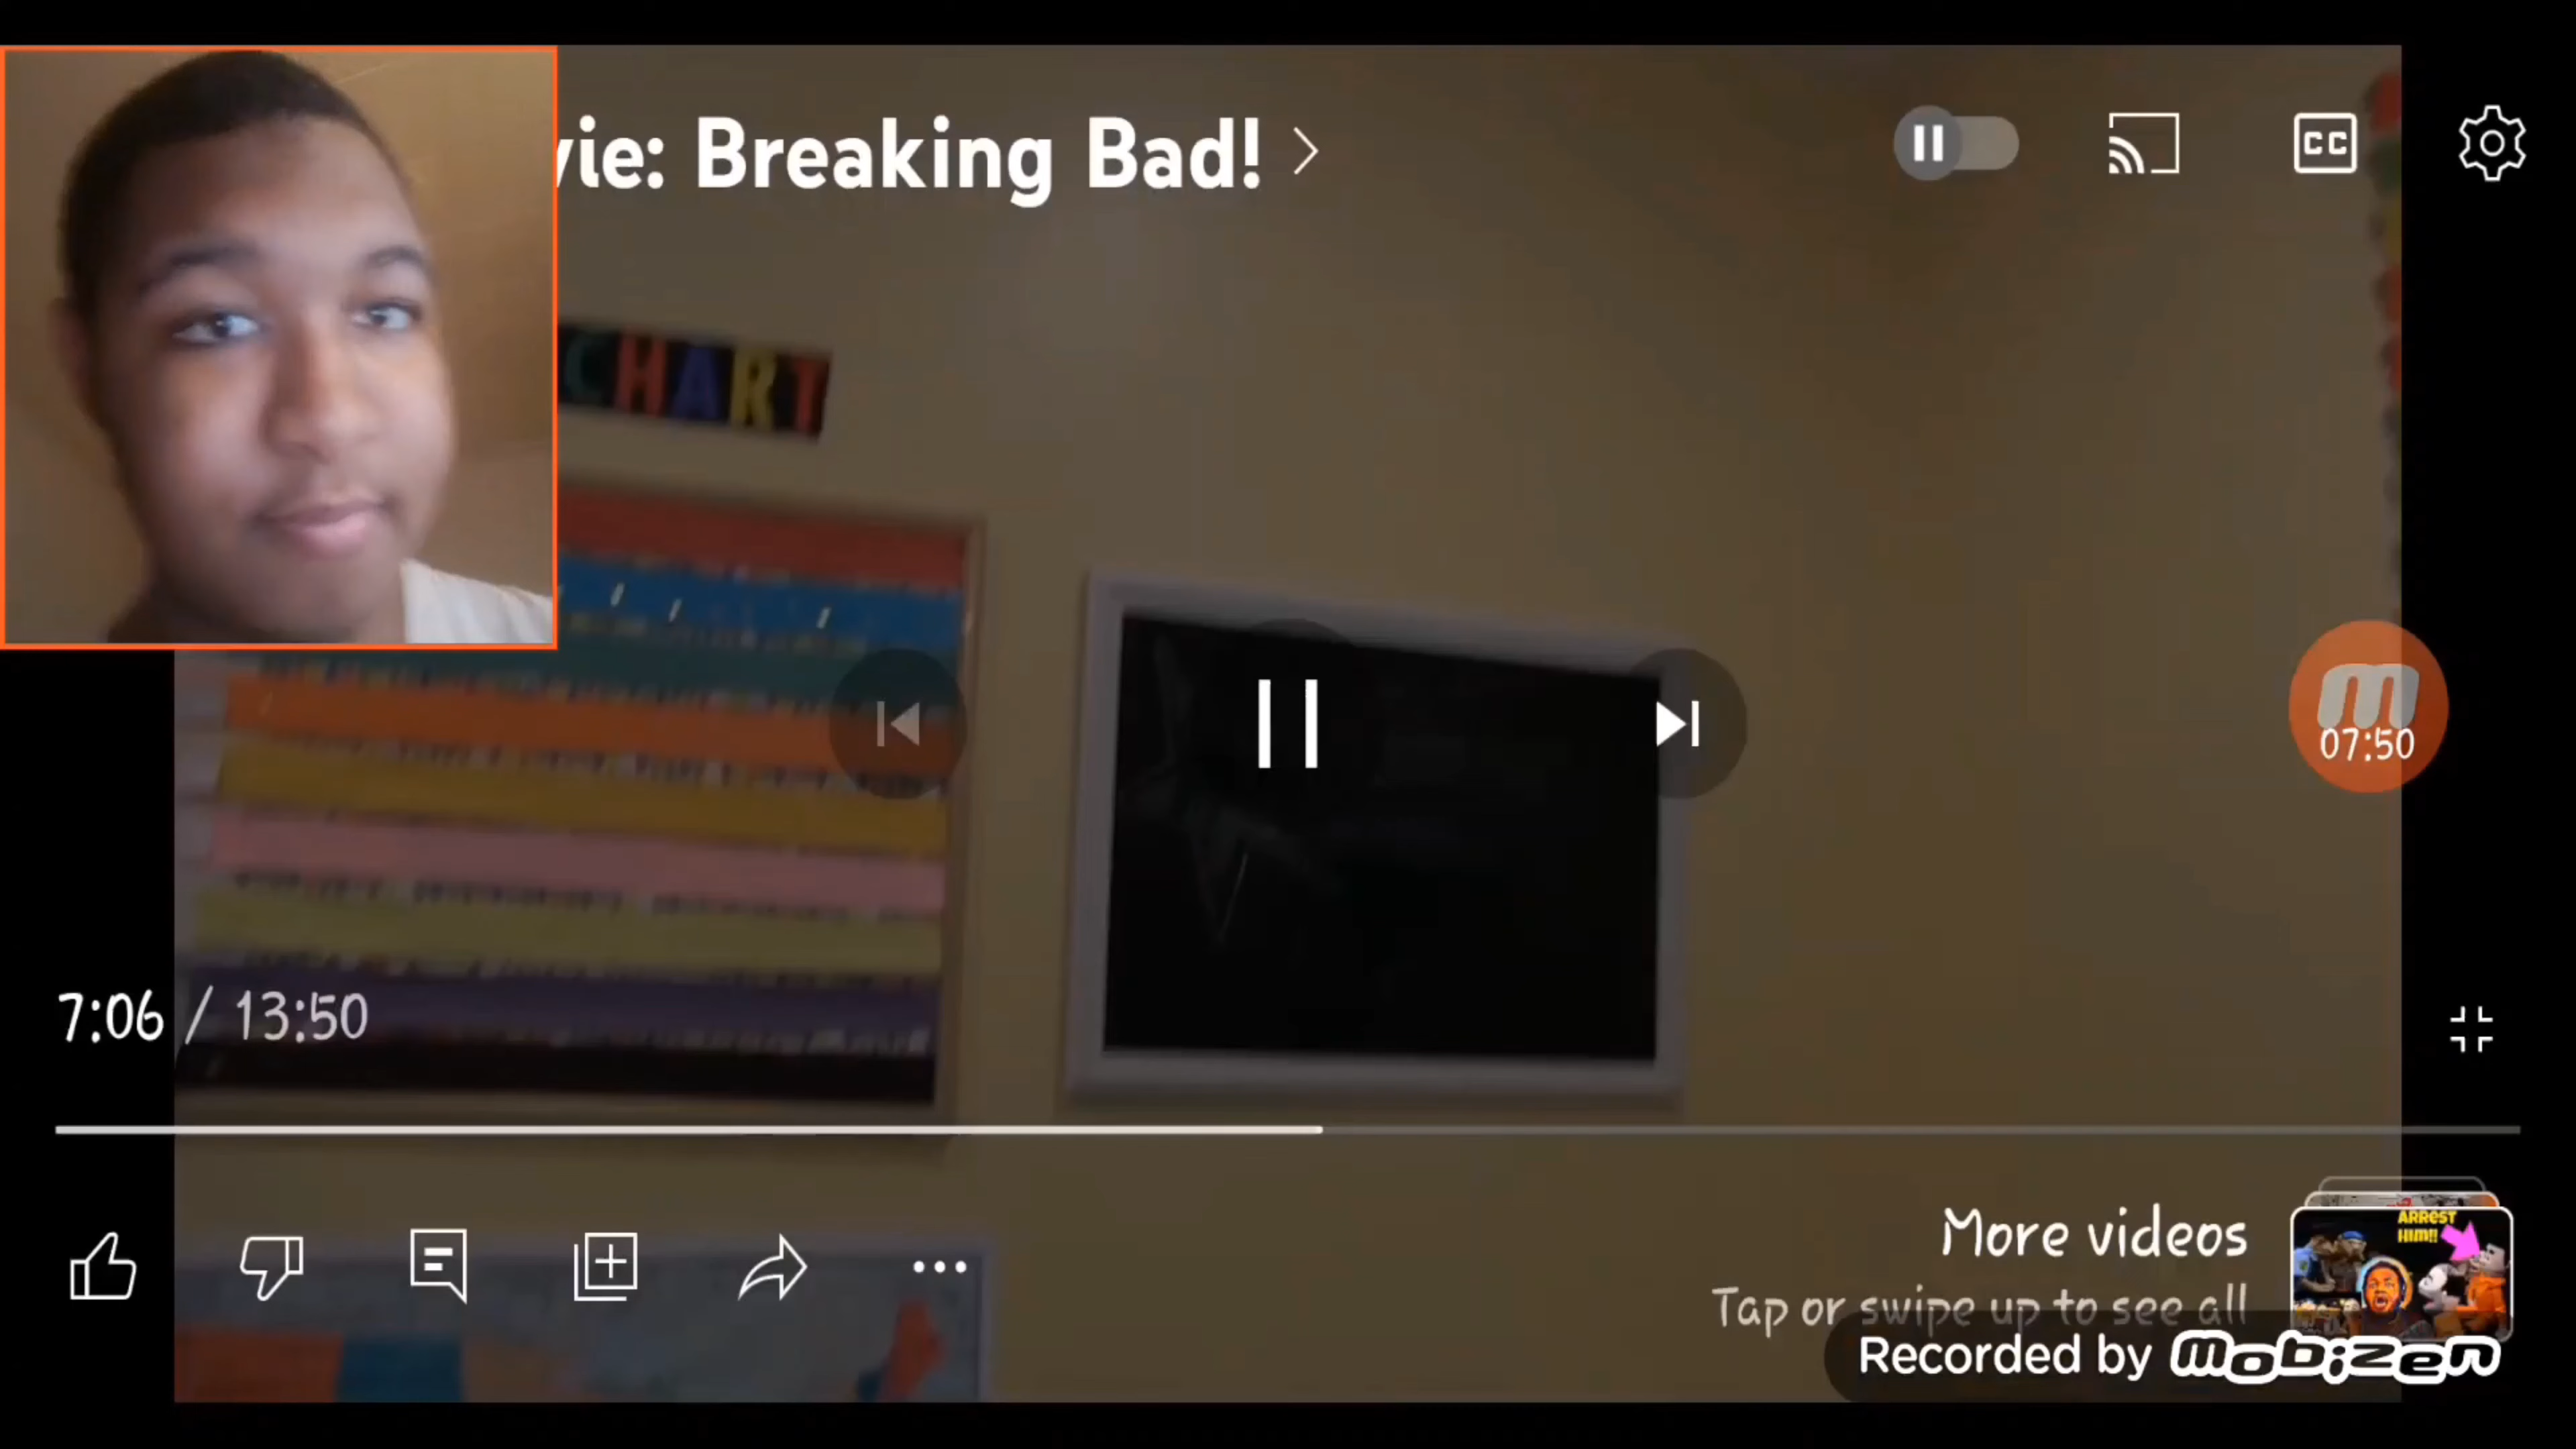 vie: Breaking Bad!
CC
CHART
m
07:50
7:06 / 13:50
More videos
Tap or swipe up to see all
ARREST
HIM!!
Recorded by mobizen